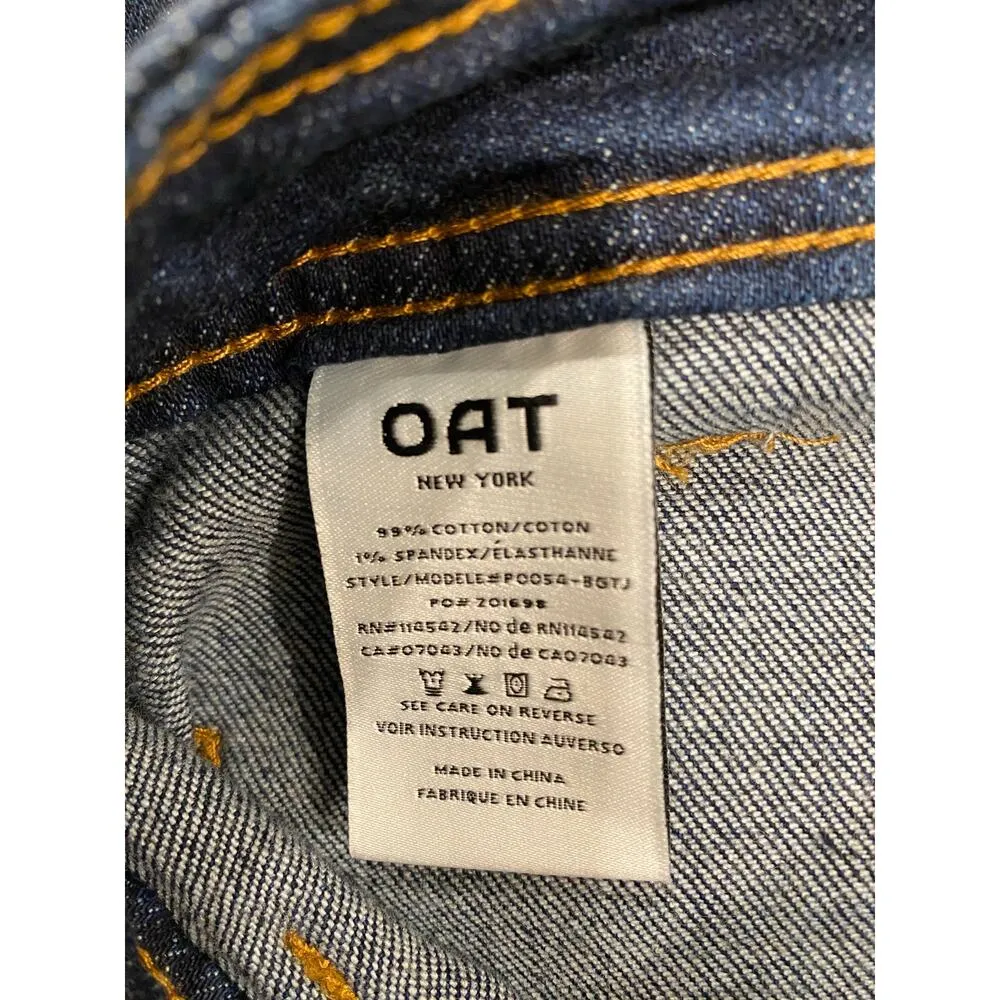 OAT
NEW YORK
99% COTTON/COTON
1% SPANDEX/ÉLASTHANNE
STYLE/MODELE#P0054-BGTJ
PO# 201698
RN#114542/NO de RN114542
CA#07043/NO de CA07043
SEE CARE ON REVERSE
VOIR INSTRUCTION AUVERSO
MADE IN CHINA
FABRIQUE EN CHINE